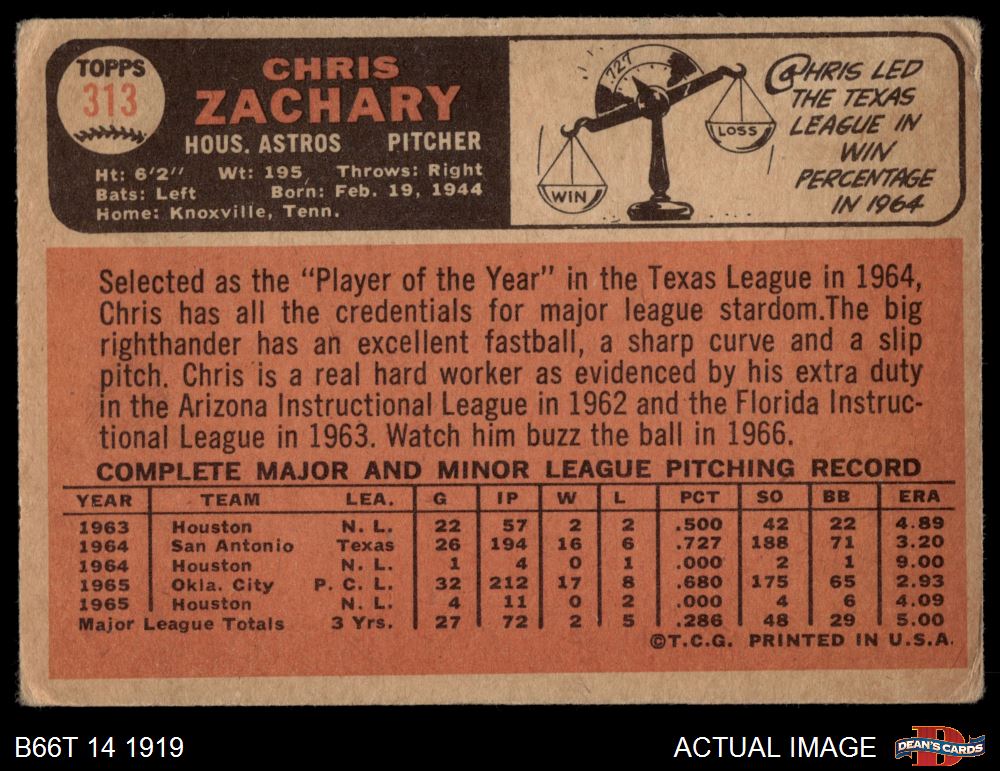 TOPPS
313
CHRIS
ZACHARY
HOUS. ASTROS PITCHER
Ht: 6'2" Wt: 195 Throws: Right
Bats: Left Born: Feb. 19, 1944
Home: Knoxville, Tenn.
.727
WIN
LOSS
CHRIS LED
THE TEXAS
LEAGUE IN
WIN
PERCENTAGE
IN 1964
Selected as the "Player of the Year" in the Texas League in 1964,
Chris has all the credentials for major league stardom.The big
righthander has an excellent fastball, a sharp curve and a slip
pitch. Chris is a real hard worker as evidenced by his extra duty
in the Arizona Instructional League in 1962 and the Florida Instruc-
tional League in 1963. Watch him buzz the ball in 1966.
COMPLETE MAJOR AND MINOR LEAGUE PITCHING RECORD
YEAR TEAM LEA. G IP W L PCT SO BB ERA
1963 Houston N. L. 22 57 2 2 .500 42 22 4.89
1964 San Antonio Texas 26 194 16 6 .727 188 71 3.20
1964 Houston N. L. 1 4 0 1 .000 2 1 9.00
1965 Okla. City P. C. L. 32 212 17 8 .680 175 65 2.93
1965 Houston N. L. 4 11 0 2 .000 4 6 4.09
Major League Totals 3 Yrs. 27 72 2 5 .286 48 29 5.00
©T.C.G. PRINTED IN U.S.A.
B66T 14 1919
ACTUAL IMAGE
DEAN'S CARDS